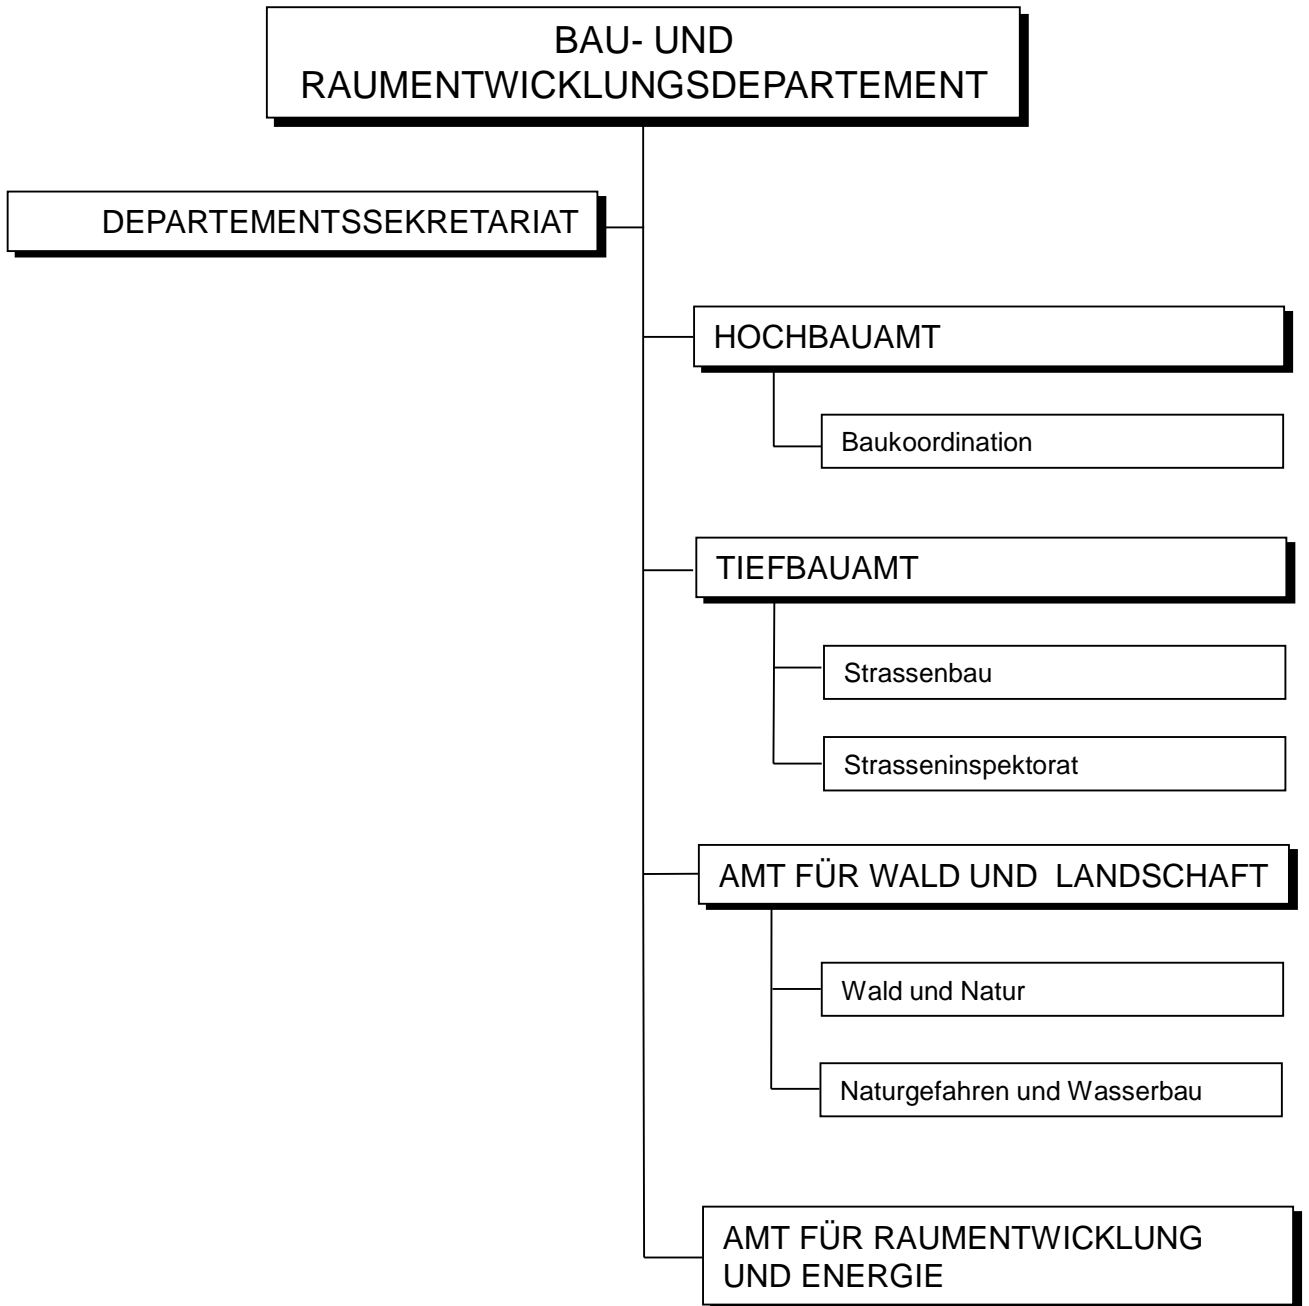 BAU- UND
RAUMENTWICKLUNGSDEPARTEMENT
DEPARTEMENTSSEKRETARIAT
HOCHBAUAMT
Baukoordination
TIEFBAUAMT
Strassenbau
Strasseninspektorat
AMT FÜR WALD UND LANDSCHAFT
Wald und Natur
Naturgefahren und Wasserbau
AMT FÜR RAUMENTWICKLUNG
UND ENERGIE